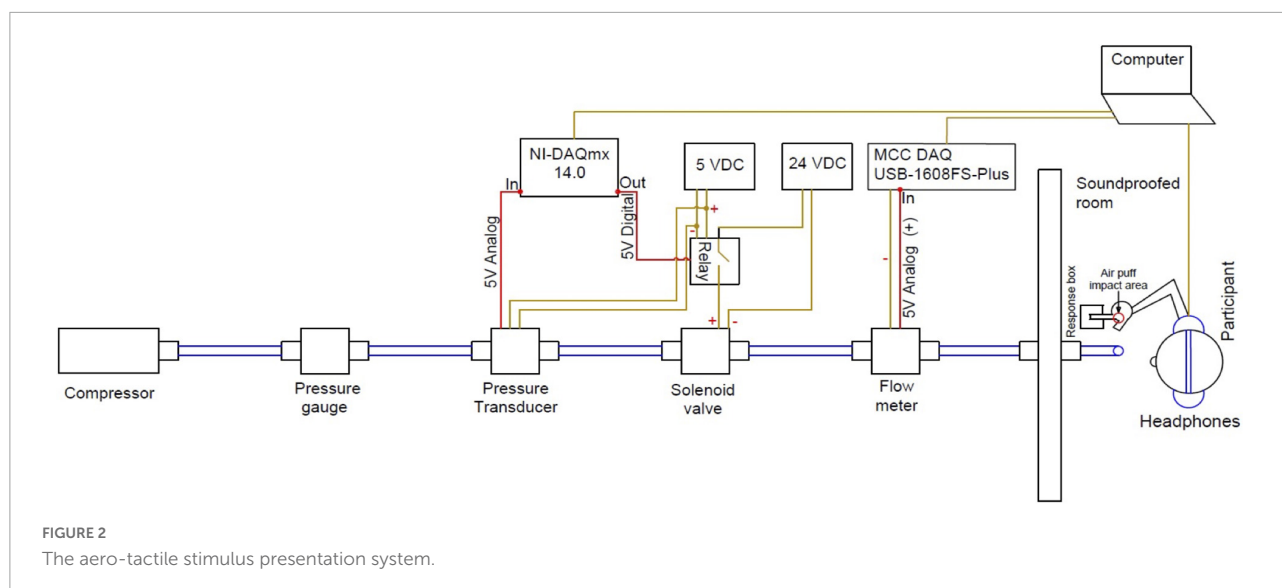 Computer
NI-DAQmx
14.0
In
Out
5 VDC
24 VDC
MCC DAQ
USB-1608FS-Plus
In
Soundproofed
room
5V Analog
5V Digital
+
-
Relay
-
5V Analog (+)
Response box
Air puff
impact area
Participant
+
-
Compressor
Pressure
gauge
Pressure
Transducer
Solenoid
valve
Flow
meter
Headphones
FIGURE 2
The aero-tactile stimulus presentation system.